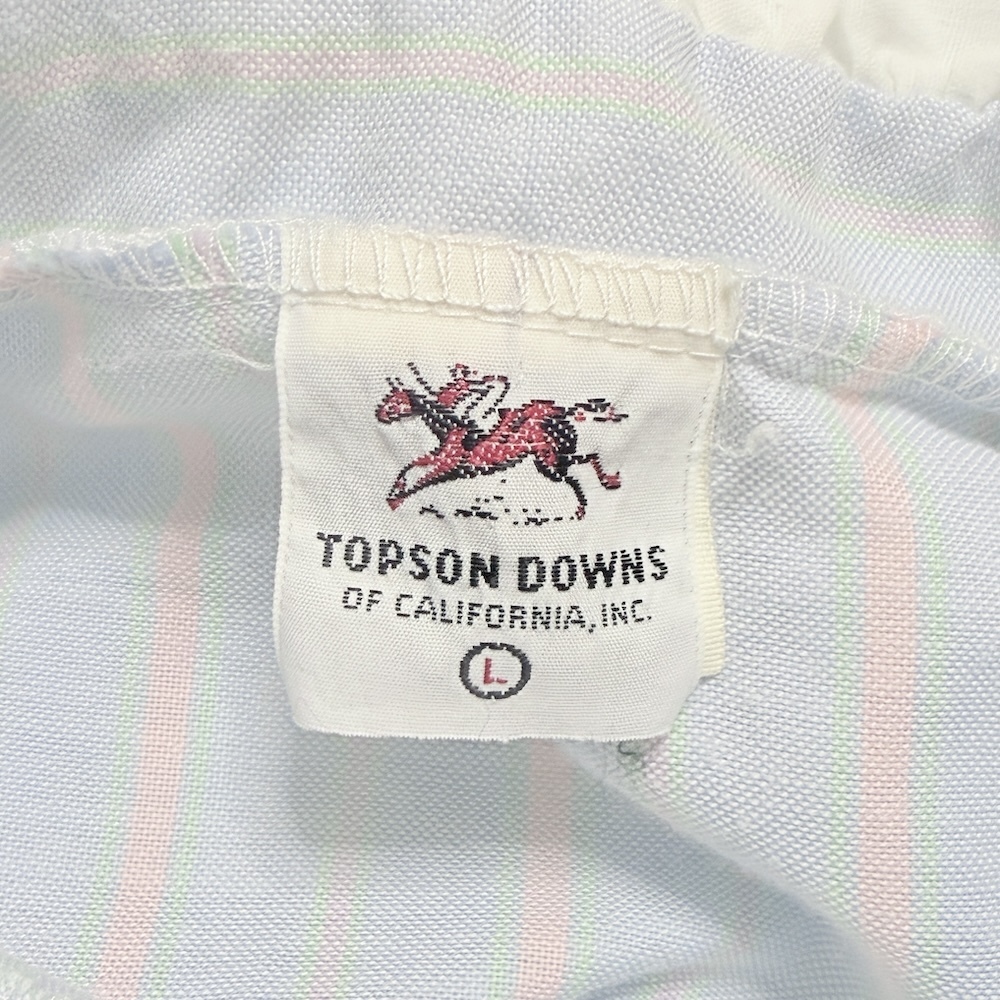 TOPSON DOWNS
OF CALIFORNIA, INC.
L